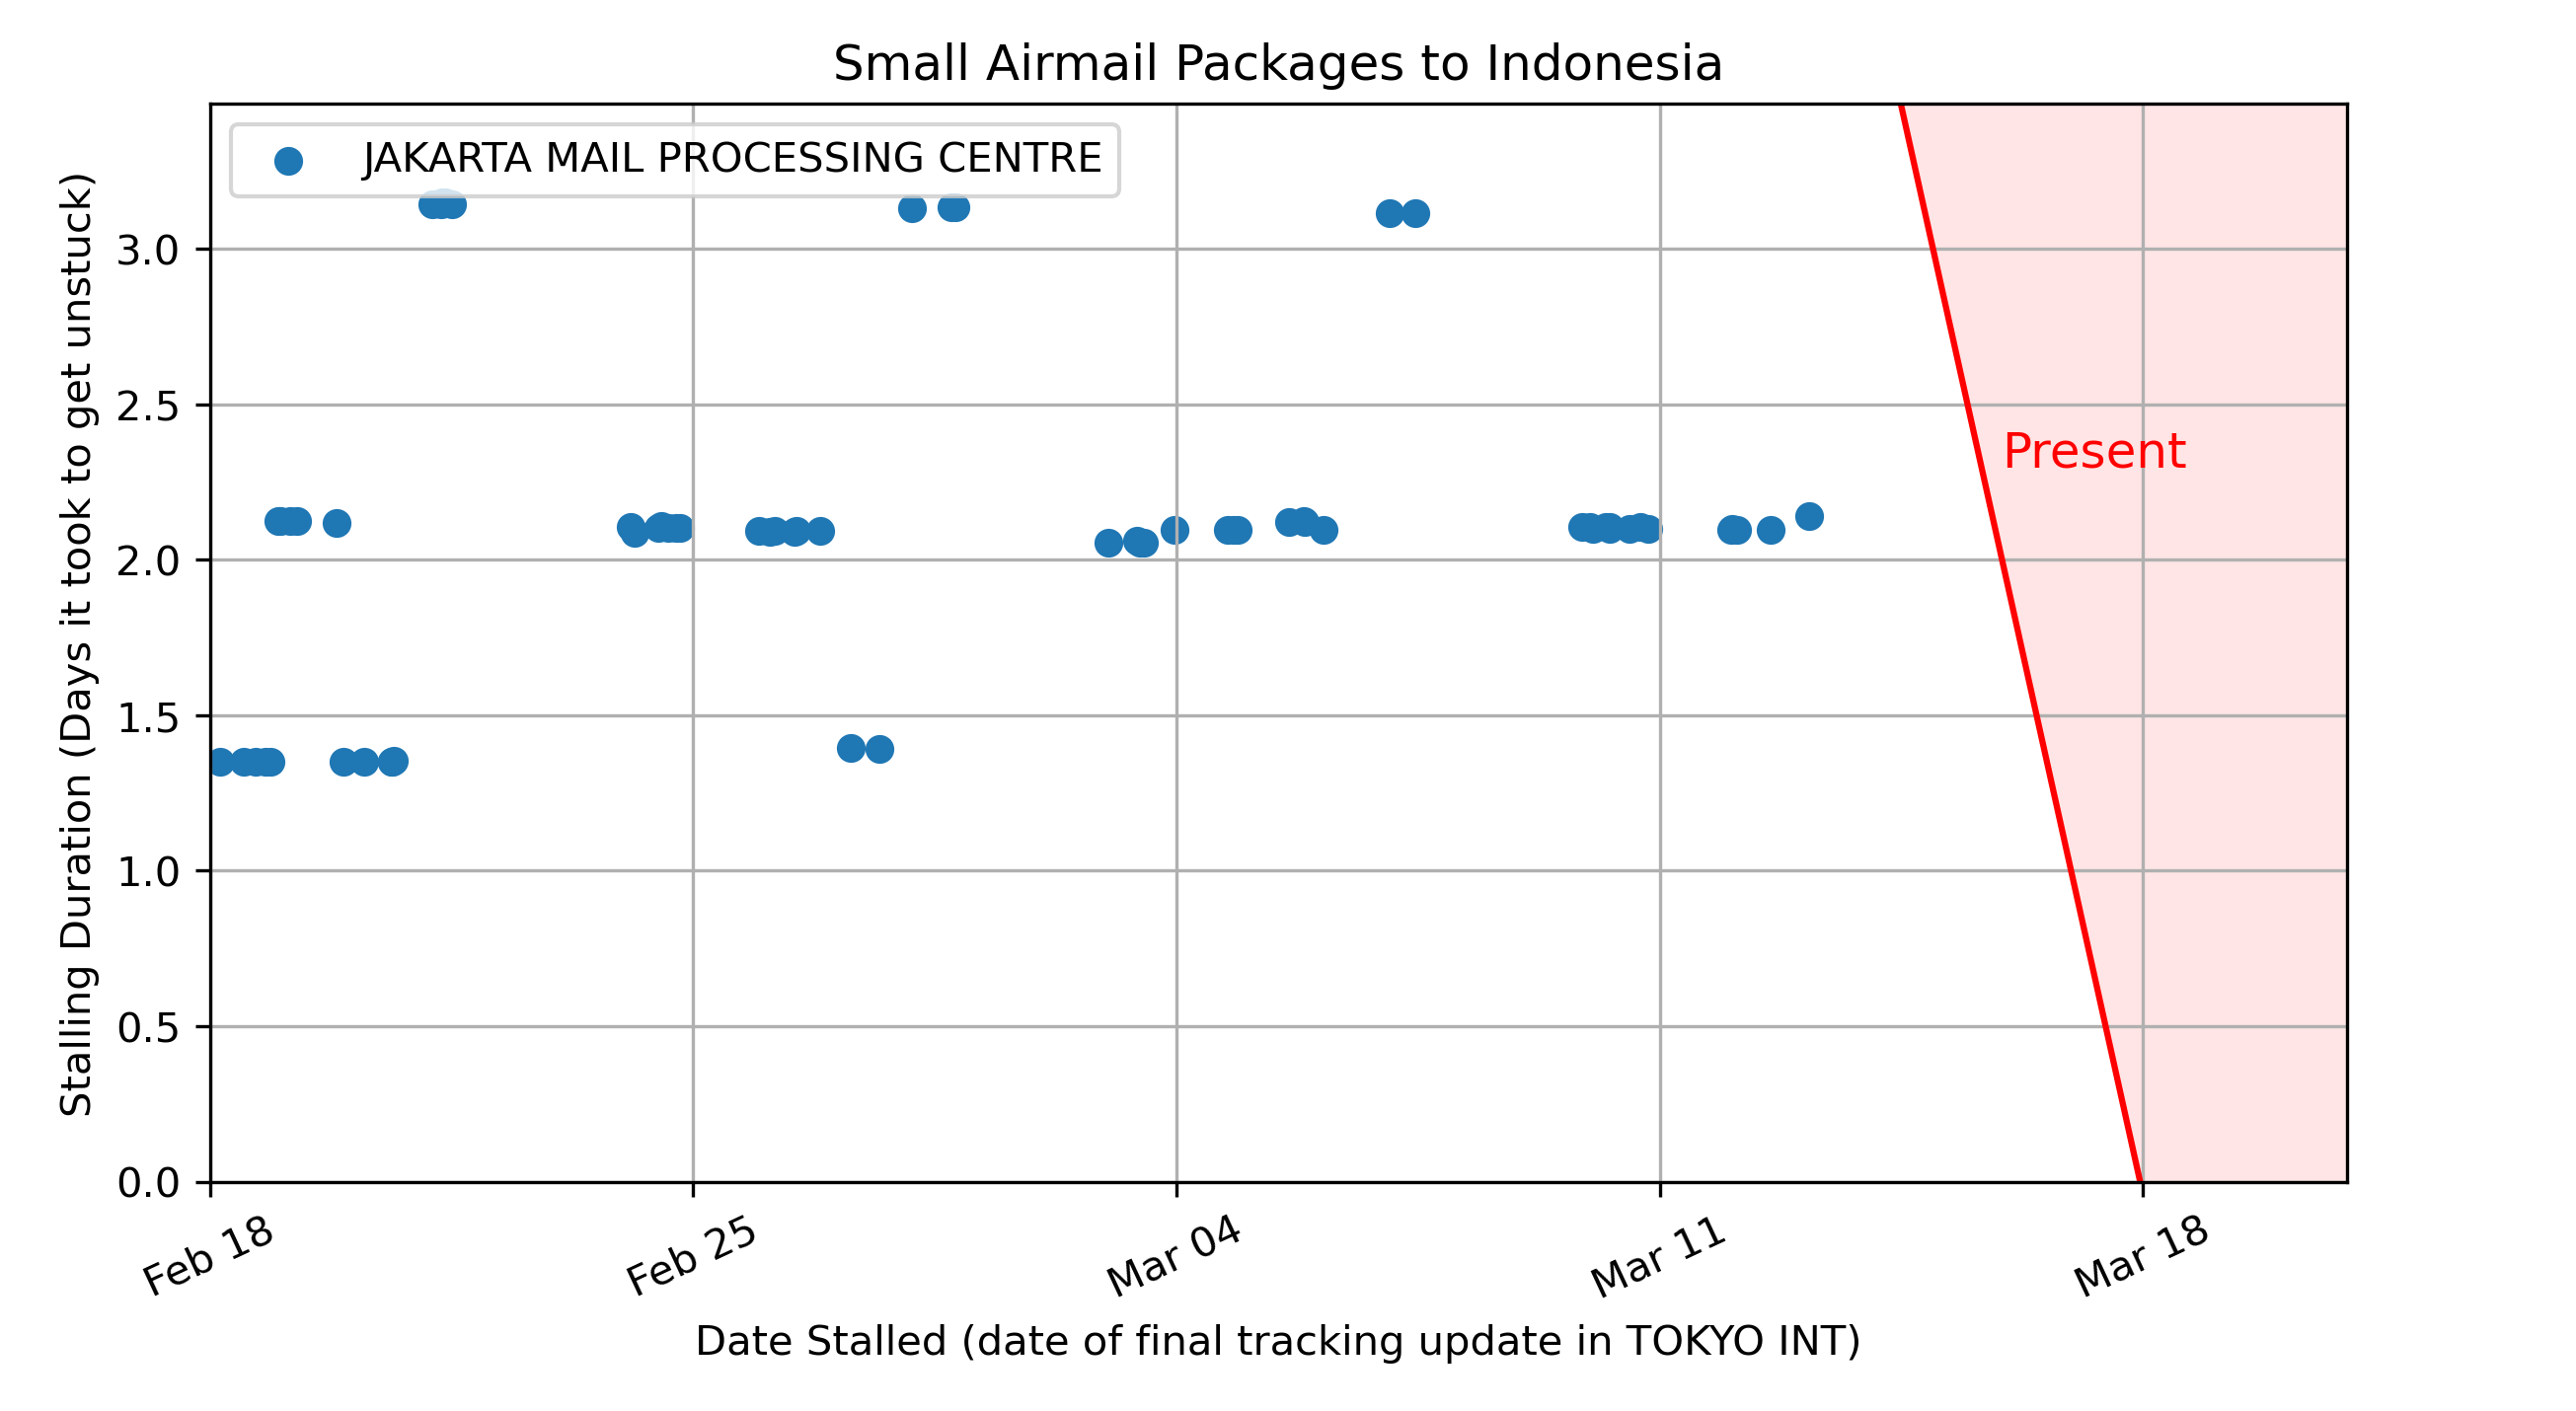 Small Airmail Packages to Indonesia
JAKARTA MAIL PROCESSING CENTRE
Stalling Duration (Days it took to get unstuck)
3.0
2.5
2.0
1.5
1.0
0.5
0.0
Present
Feb 18
Feb 25
Mar 04
Mar 11
Mar 18
Date Stalled (date of final tracking update in TOKYO INT)